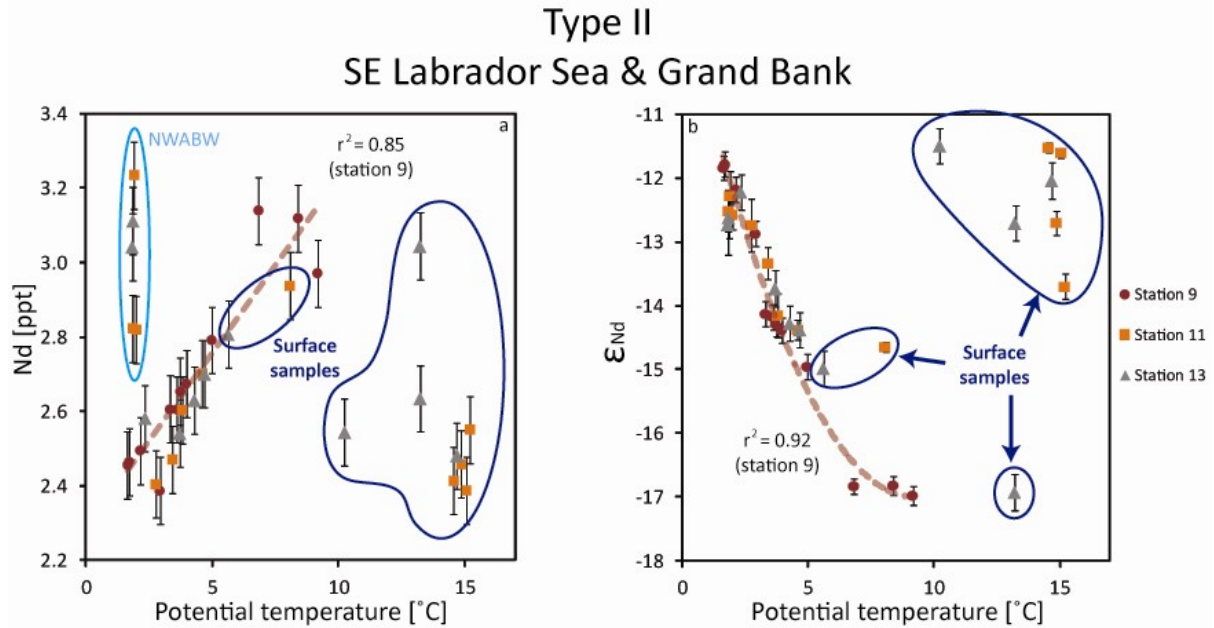 Type II
SE Labrador Sea & Grand Bank
a
NWABW
r² = 0.85
(station 9)
Surface
samples
Nd [ppt]
3.4
3.2
3.0
2.8
2.6
2.4
2.2
0
5
10
15
Potential temperature [˚C]
b
r² = 0.92
(station 9)
Surface
samples
εNd
-11
-12
-13
-14
-15
-16
-17
-18
0
5
10
15
Potential temperature [˚C]
Station 9
Station 11
Station 13